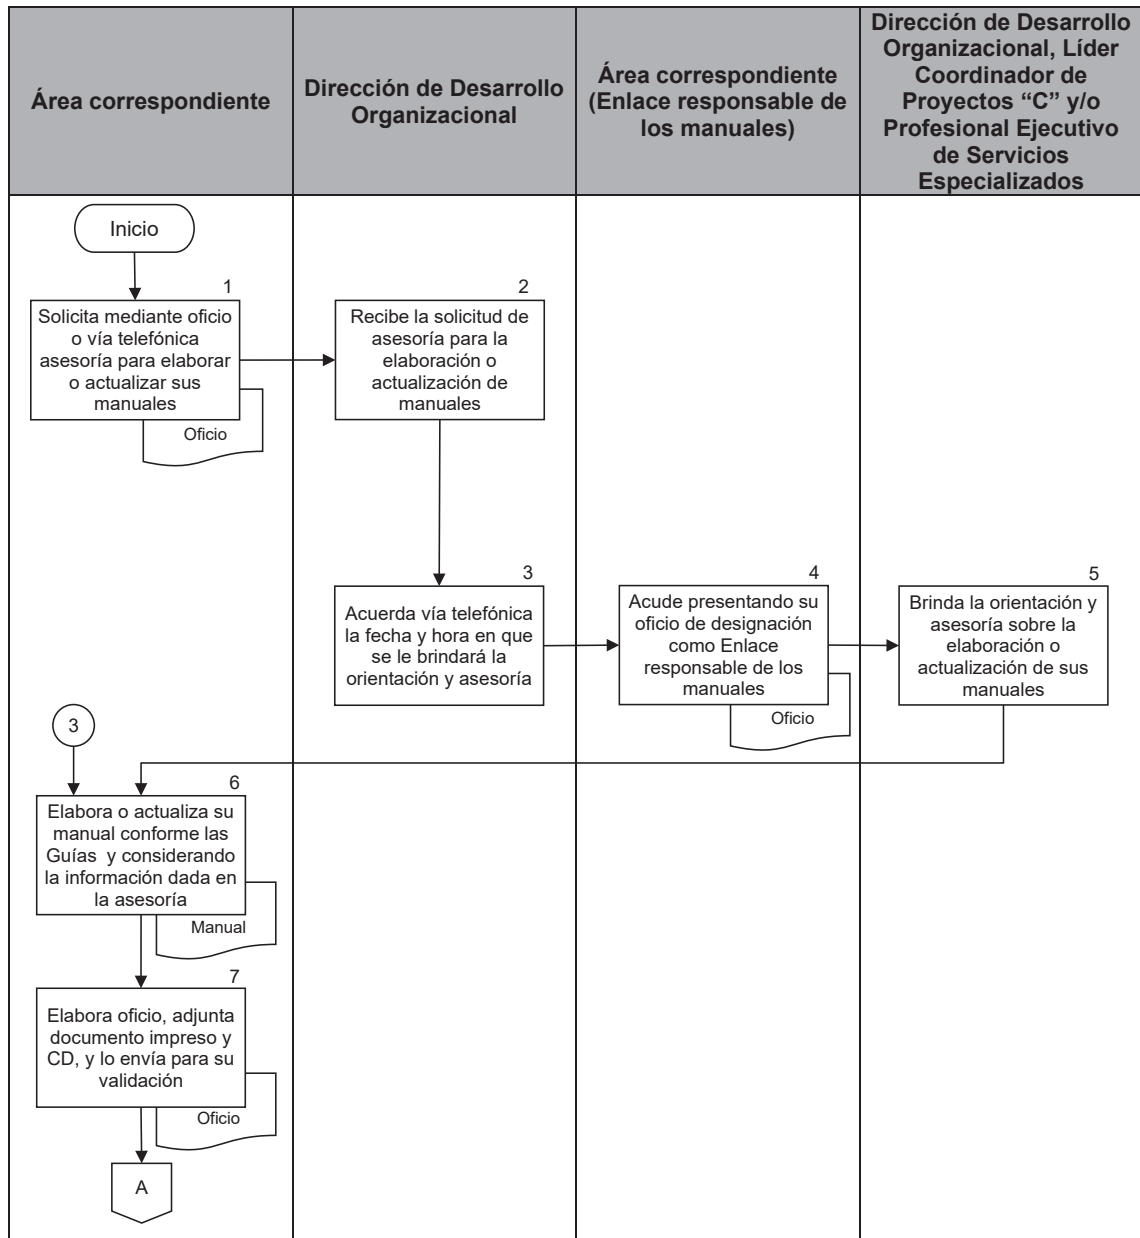 Área correspondiente
Dirección de Desarrollo
Organizacional
Área correspondiente
(Enlace responsable de
los manuales)
Dirección de Desarrollo
Organizacional, Líder
Coordinador de
Proyectos “C” y/o
Profesional Ejecutivo
de Servicios
Especializados
Inicio
1
Solicita mediante oficio
o vía telefónica
asesoría para elaborar
o actualizar sus
manuales
Oficio
2
Recibe la solicitud de
asesoría para la
elaboración o
actualización de
manuales
3
Acuerda vía telefónica
la fecha y hora en que
se le brindará la
orientación y asesoría
4
Acude presentando su
oficio de designación
como Enlace
responsable de los
manuales
Oficio
5
Brinda la orientación y
asesoría sobre la
elaboración o
actualización de sus
manuales
3
6
Elabora o actualiza su
manual conforme las
Guías y considerando
la información dada en
la asesoría
Manual
7
Elabora oficio, adjunta
documento impreso y
CD, y lo envía para su
validación
Oficio
A